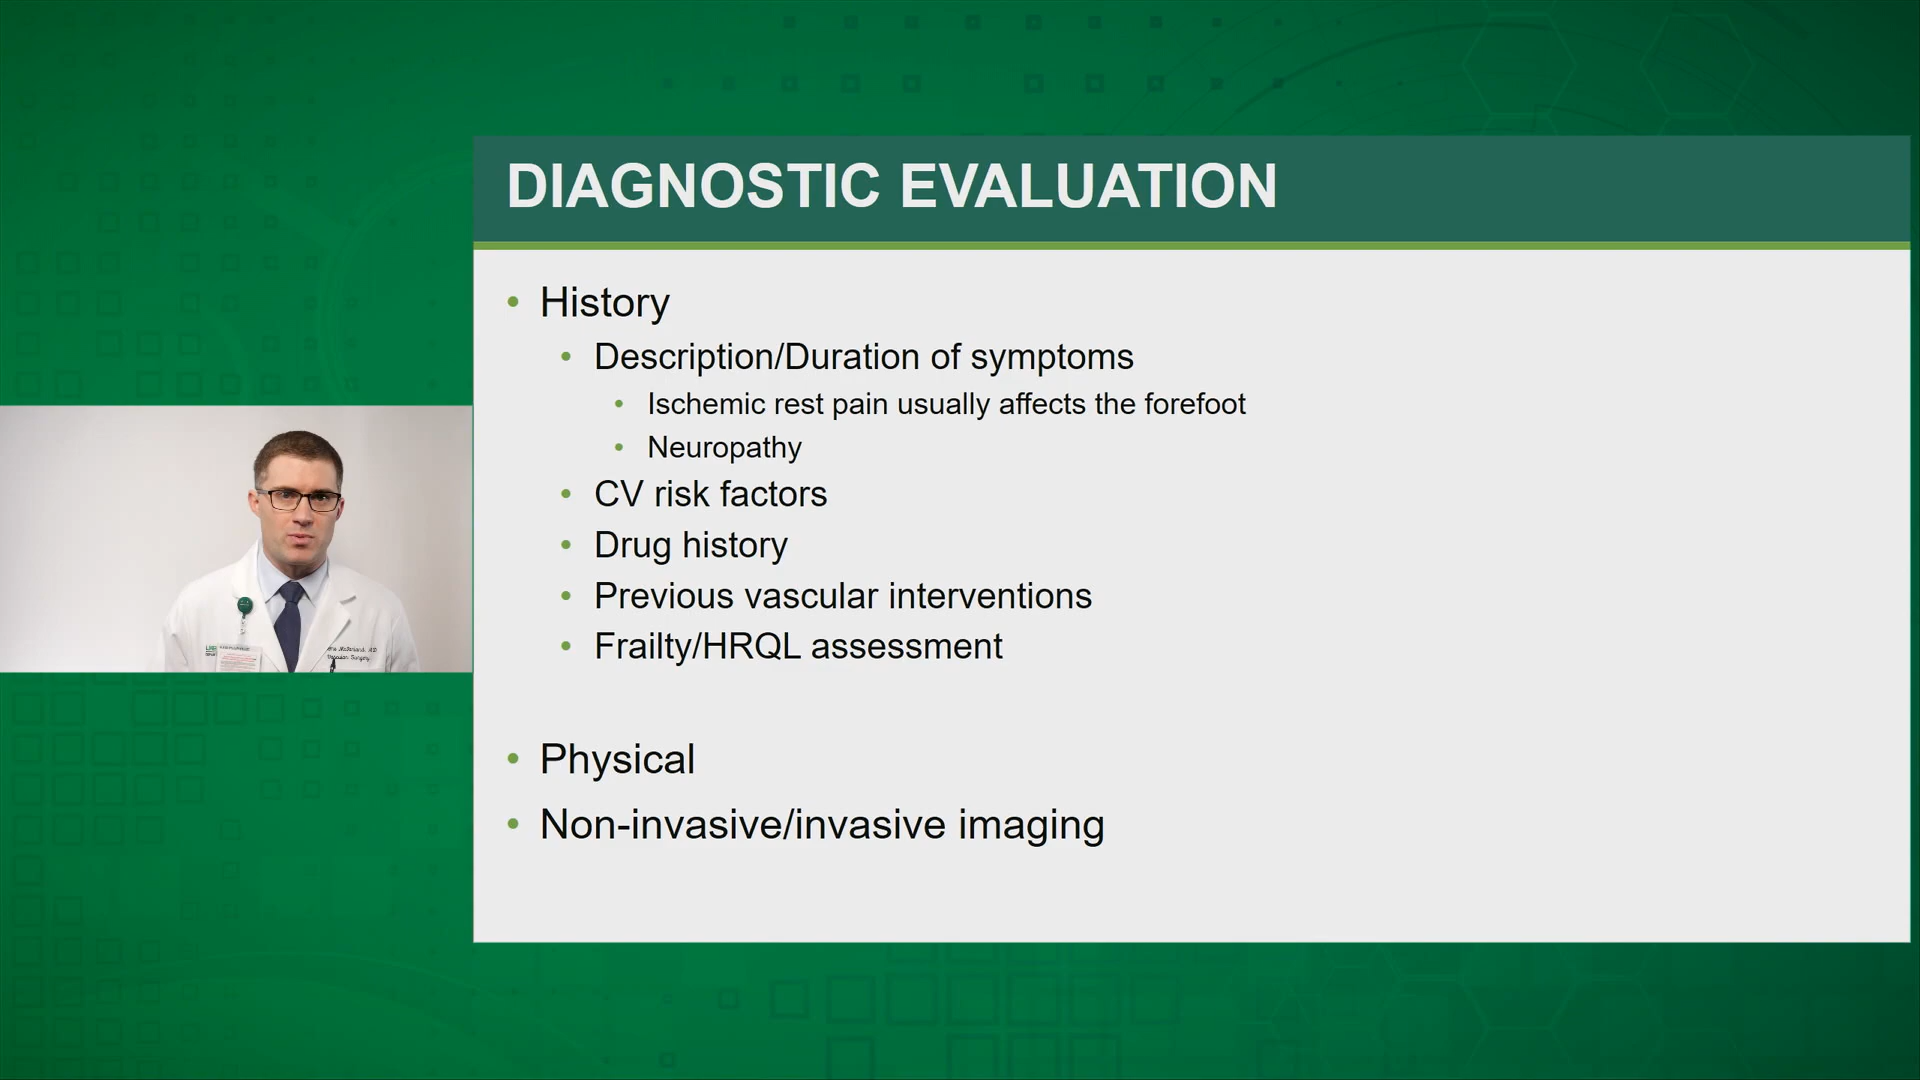 DIAGNOSTIC EVALUATION
• History
• Description/Duration of symptoms
• Ischemic rest pain usually affects the forefoot
• Neuropathy
• CV risk factors
• Drug history
• Previous vascular interventions
• Frailty/HRQL assessment
• Physical
• Non-invasive/invasive imaging